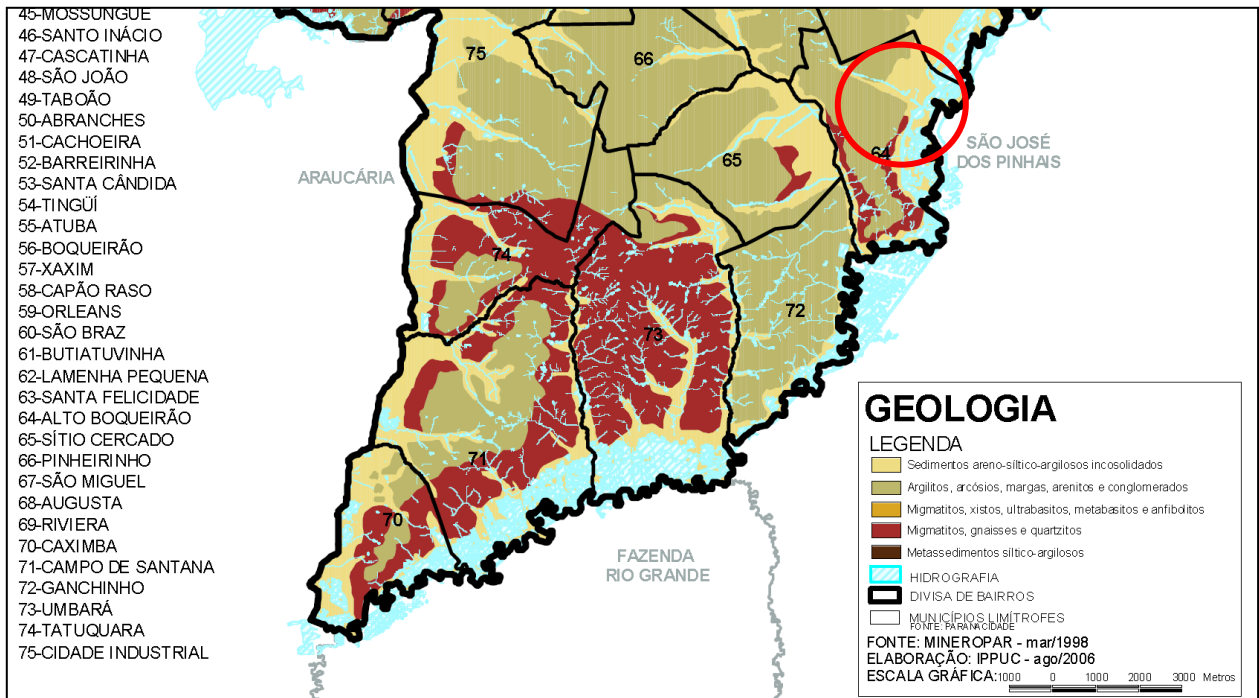 45-MOSSUNGUE
46-SANTO INÁCIO
47-CASCATINHA
48-SÃO JOÃO
49-TABOÃO
50-ABRANCHES
51-CACHOEIRA
52-BARREIRINHA
53-SANTA CÂNDIDA
54-TINGÜÍ
55-ATUBA
56-BOQUEIRÃO
57-XAXIM
58-CAPÃO RASO
59-ORLEANS
60-SÃO BRAZ
61-BUTIATUVINHA
62-LAMENHA PEQUENA
63-SANTA FELICIDADE
64-ALTO BOQUEIRÃO
65-SÍTIO CERCADO
66-PINHEIRINHO
67-SÃO MIGUEL
68-AUGUSTA
69-RIVIERA
70-CAXIMBA
71-CAMPO DE SANTANA
72-GANCHINHO
73-UMBARÁ
74-TATUQUARA
75-CIDADE INDUSTRIAL
75
66
64
65
74
72
73
71
70
ARAUCÁRIA
SÃO JOSÉ
DOS PINHAIS
FAZENDA
RIO GRANDE
GEOLOGIA
LEGENDA
Sedimentos areno-síltico-argilosos incosolidados
Argilitos, arcósios, margas, arenitos e conglomerados
Migmatitos, xistos, ultrabasitos, metabasitos e anfibolitos
Migmatitos, gnaisses e quartzitos
Metassedimentos síltico-argilosos
HIDROGRAFIA
DIVISA DE BAIRROS
MUNICÍPIOS LIMÍTROFES
FONTE: PARANACIDADE
FONTE: MINEROPAR - mar/1998
ELABORAÇÃO: IPPUC - ago/2006
ESCALA GRÁFICA: 1000 0 1000 2000 3000 Metros